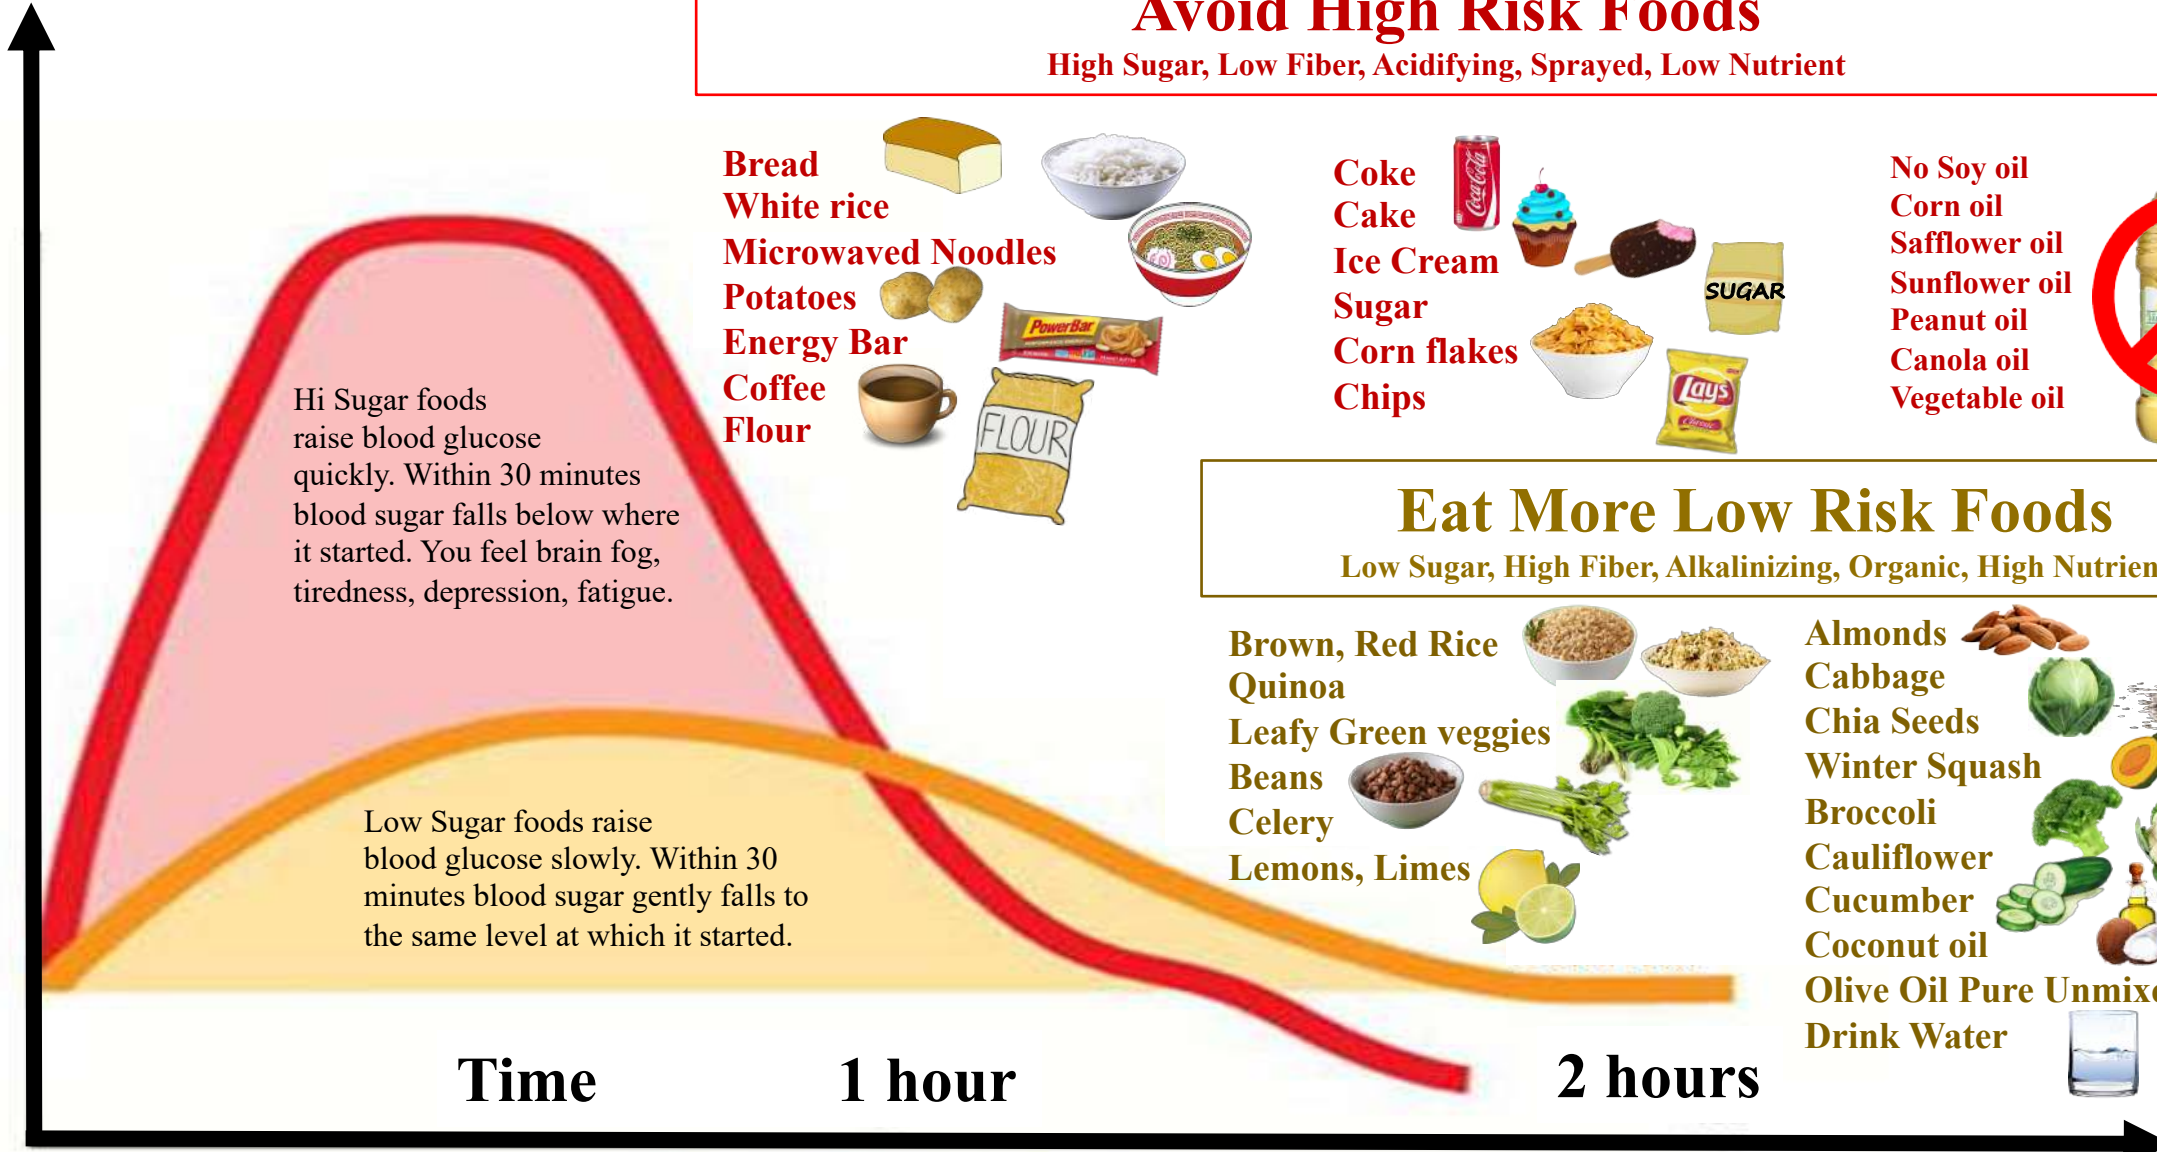 Avoid High Risk Foods
High Sugar, Low Fiber, Acidifying, Sprayed, Low Nutrient
Bread
White rice
Microwaved Noodles
Potatoes
Energy Bar
Coffee
Flour
PowerBar
FLOUR
Coke
Cake
Ice Cream
Sugar
Corn flakes
Chips
Coca-Cola
SUGAR
Lay's
Classic
No Soy oil
Corn oil
Safflower oil
Sunflower oil
Peanut oil
Canola oil
Vegetable oil
Hi Sugar foods
raise blood glucose
quickly. Within 30 minutes
blood sugar falls below where
it started. You feel brain fog,
tiredness, depression, fatigue.
Low Sugar foods raise
blood glucose slowly. Within 30
minutes blood sugar gently falls to
the same level at which it started.
Eat More Low Risk Foods
Low Sugar, High Fiber, Alkalinizing, Organic, High Nutrien
Brown, Red Rice
Quinoa
Leafy Green veggies
Beans
Celery
Lemons, Limes
Almonds
Cabbage
Chia Seeds
Winter Squash
Broccoli
Cauliflower
Cucumber
Coconut oil
Olive Oil Pure Unmixe
Drink Water
Time
1 hour
2 hours